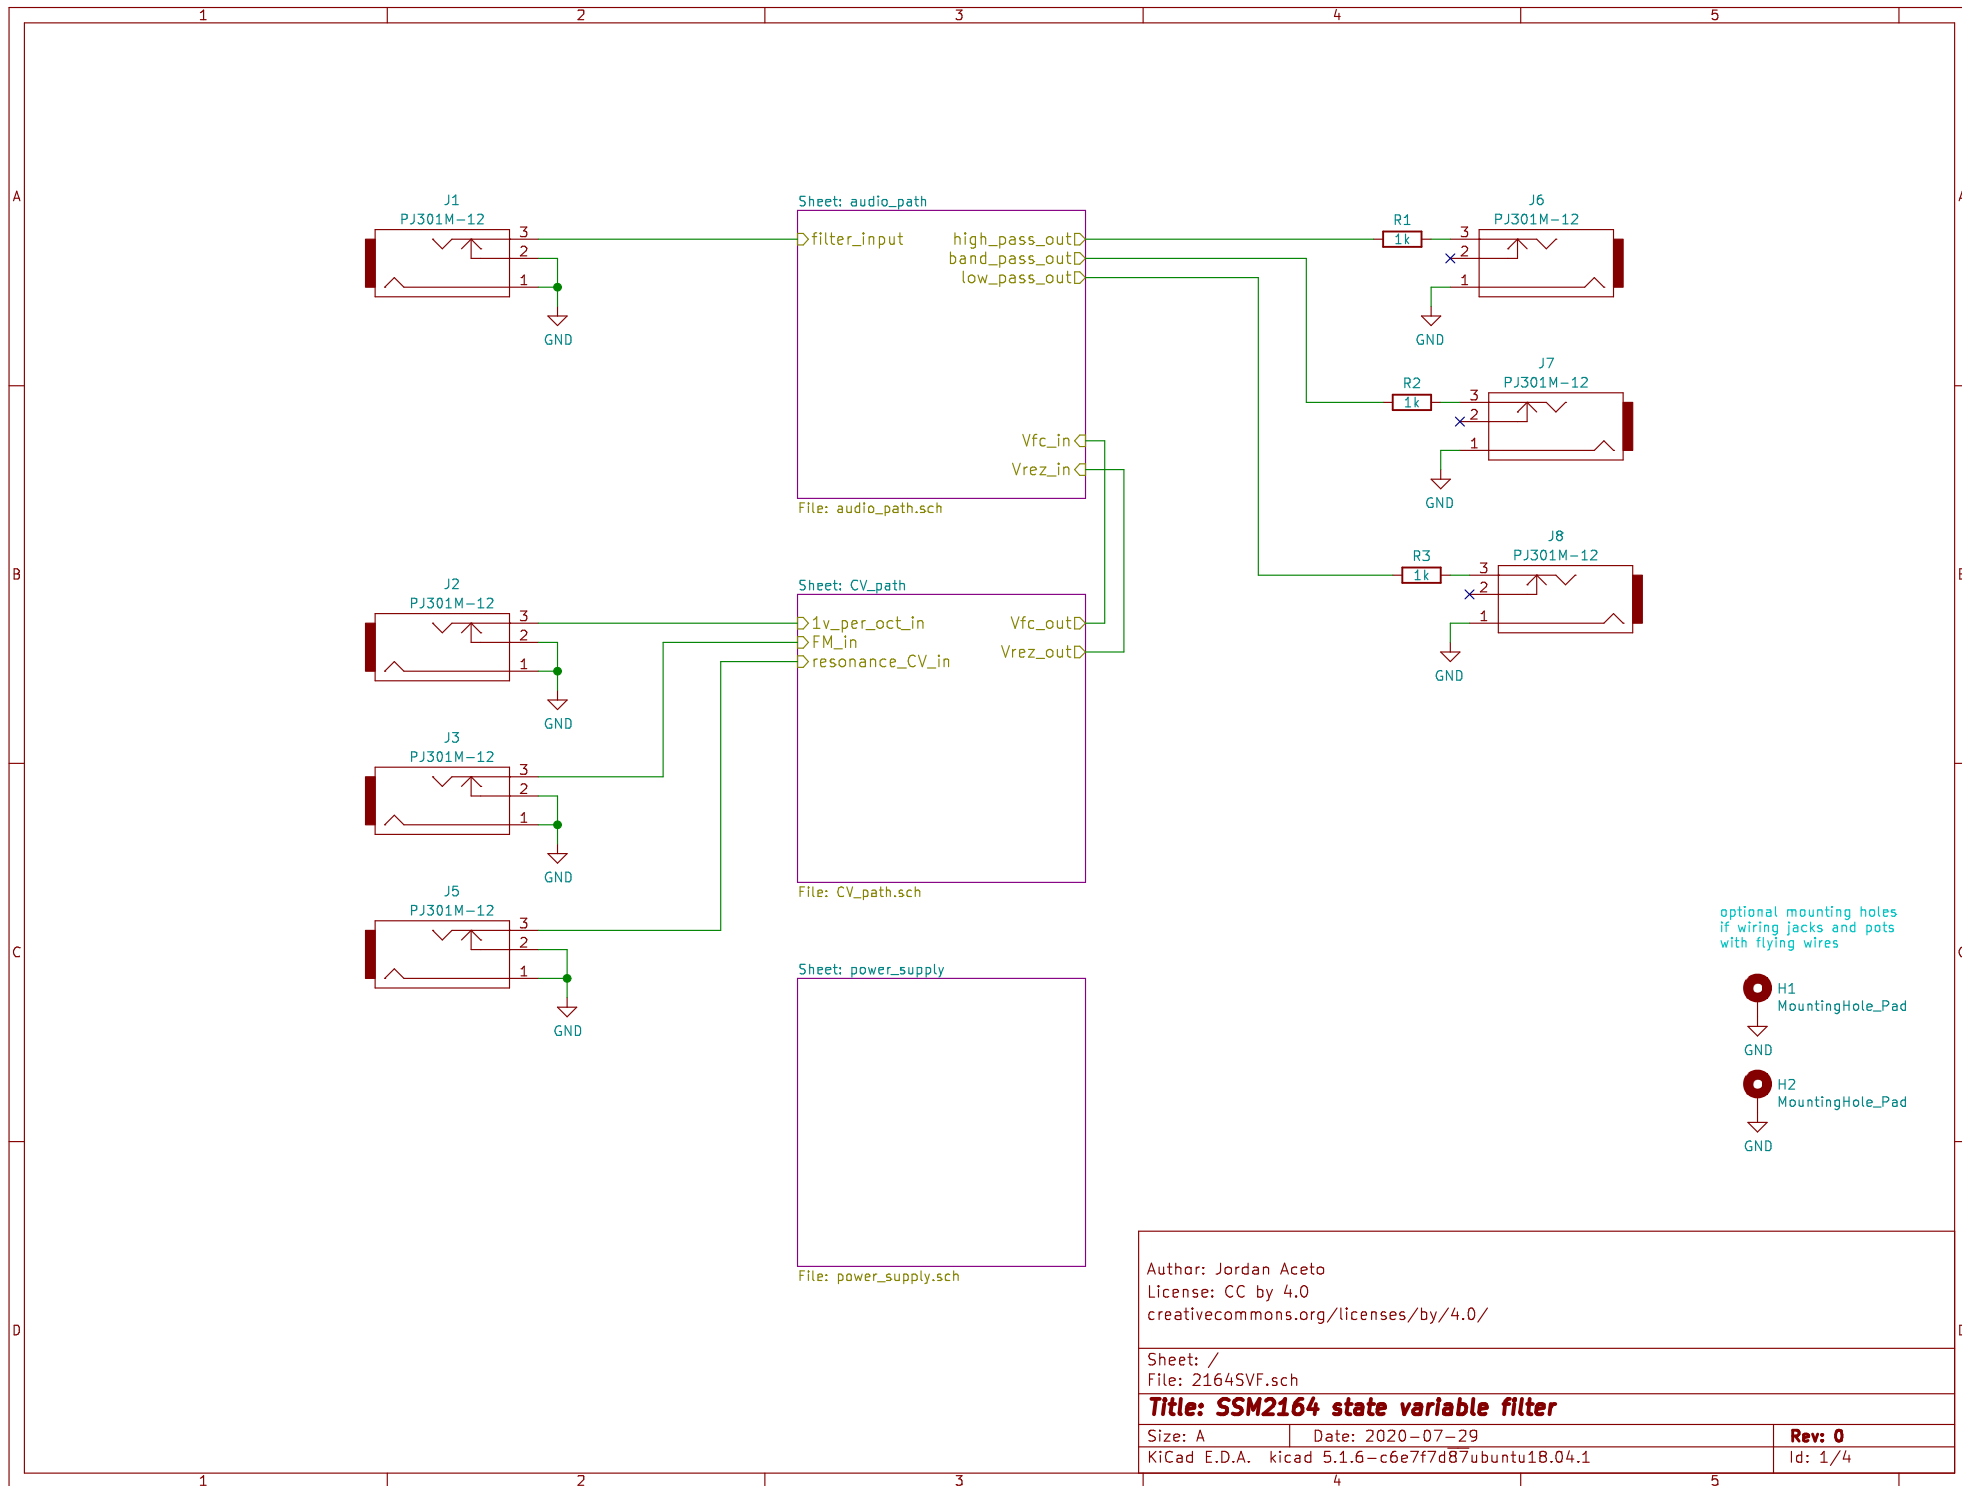 1 2 3 4 5
A
B
C
D
J1
PJ301M-12
3
2
1
GND
Sheet: audio_path
filter_input
high_pass_out
band_pass_out
low_pass_out
Vfc_in
Vrez_in
File: audio_path.sch
R1
1k
J6
PJ301M-12
3
2
1
GND
R2
1k
J7
PJ301M-12
3
2
1
GND
R3
1k
J8
PJ301M-12
3
2
1
GND
J2
PJ301M-12
3
2
1
GND
Sheet: CV_path
1v_per_oct_in
FM_in
resonance_CV_in
Vfc_out
Vrez_out
File: CV_path.sch
J3
PJ301M-12
3
2
1
GND
J5
PJ301M-12
3
2
1
GND
Sheet: power_supply
File: power_supply.sch
optional mounting holes
if wiring jacks and pots
with flying wires
H1
MountingHole_Pad
GND
H2
MountingHole_Pad
GND
Author: Jordan Aceto
License: CC by 4.0
creativecommons.org/licenses/by/4.0/
Sheet: /
File: 2164SVF.sch
Title: SSM2164 state variable filter
Size: A Date: 2020-07-29 Rev: 0
KiCad E.D.A. kicad 5.1.6-c6e7f7d87ubuntu18.04.1 Id: 1/4
1 2 3 4 5